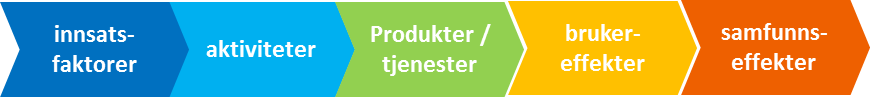 innsats-
faktorer
aktiviteter
Produkter /
tjenester
bruker-
effekter
samfunns-
effekter